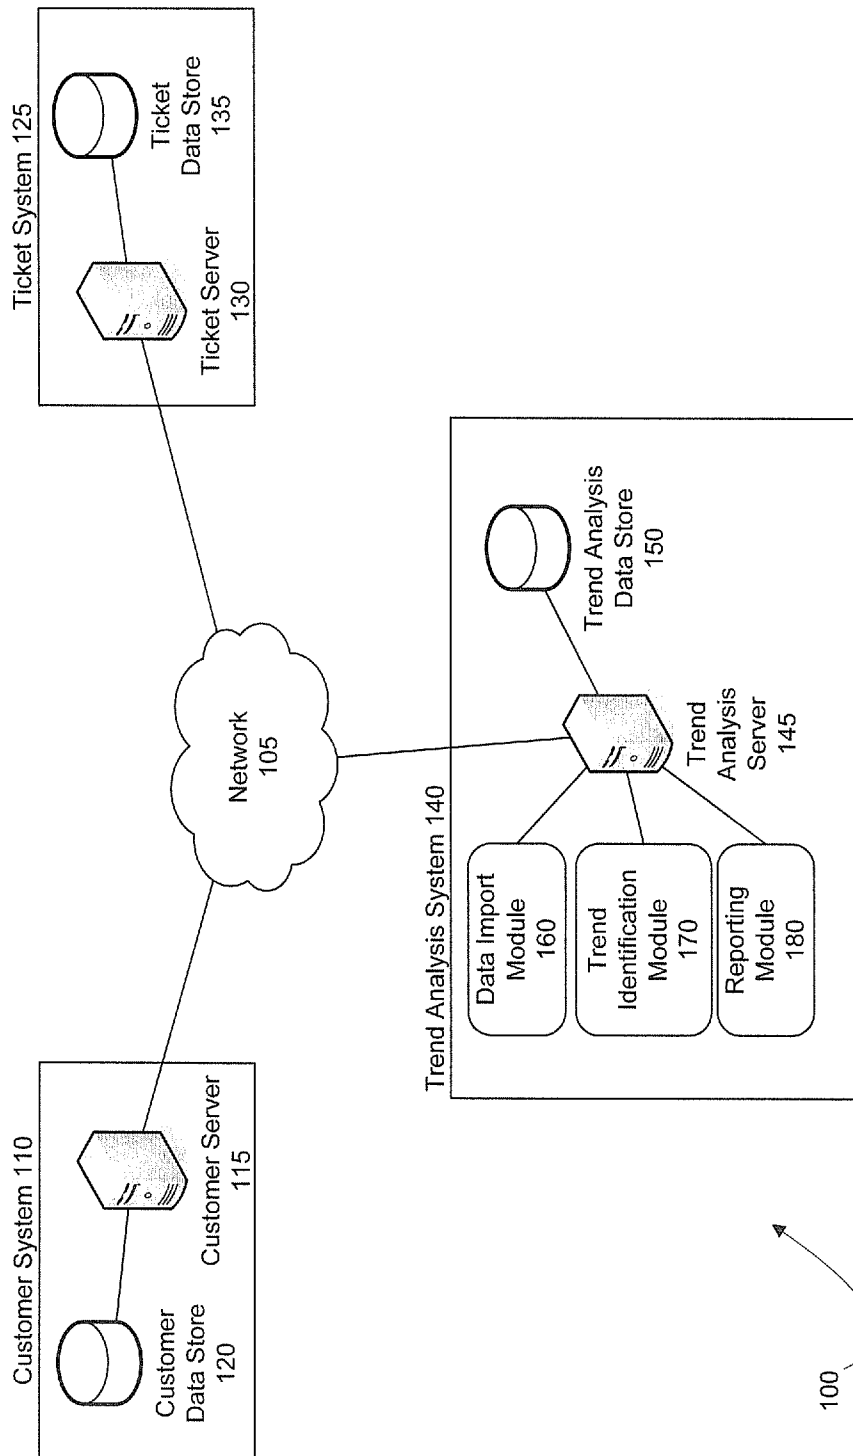 Customer System 110
Customer
Data Store
120
Customer Server
115
Network
105
Ticket System 125
Ticket Server
130
Ticket
Data Store
135
Trend Analysis System 140
Data Import
Module
160
Trend
Identification
Module
170
Reporting
Module
180
Trend
Analysis
Server
145
Trend Analysis
Data Store
150
100